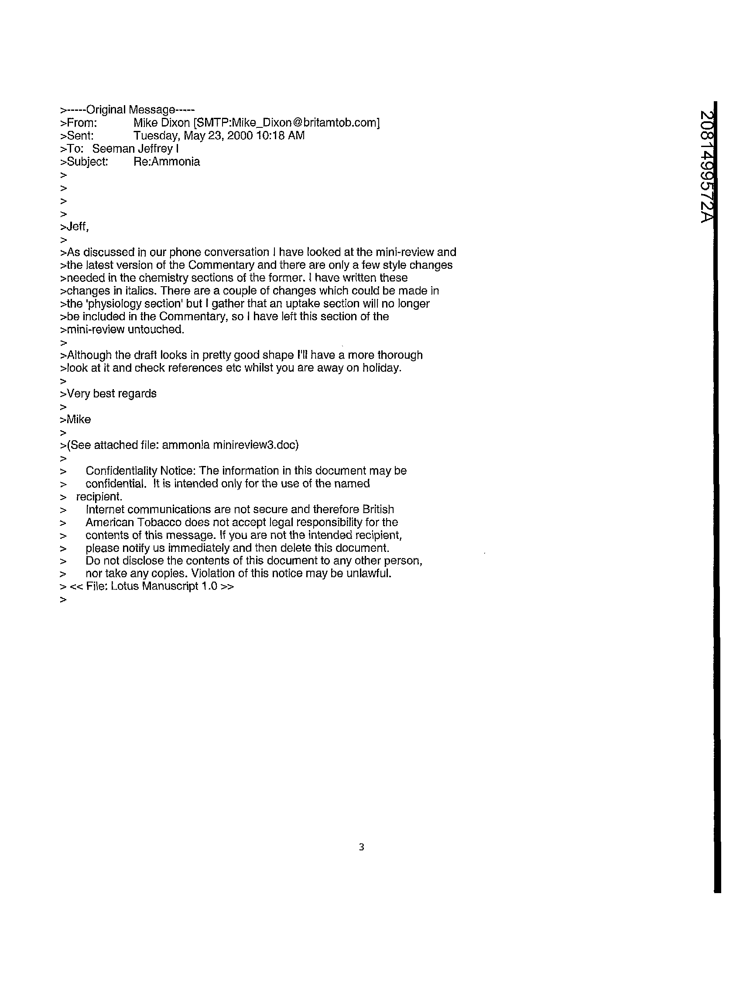 >-----Original Message-----
>From: Mike Dixon [SMTP:Mike_Dixon@britamtob.com]
>Sent: Tuesday, May 23, 2000 10:18 AM
>To: Seeman Jeffrey I
>Subject: Re:Ammonia
>
>
>
>
>Jeff,
>
>As discussed in our phone conversation I have looked at the mini-review and
>the latest version of the Commentary and there are only a few style changes
>needed in the chemistry sections of the former. I have written these
>changes in italics. There are a couple of changes which could be made in
>the 'physiology section' but I gather that an uptake section will no longer
>be included in the Commentary, so I have left this section of the
>mini-review untouched.
>
>Although the draft looks in pretty good shape I'll have a more thorough
>look at it and check references etc whilst you are away on holiday.
>
>Very best regards
>
>Mike
>
>(See attached file: ammonia minireview3.doc)
>
> Confidentiality Notice: The information in this document may be
> confidential. It is intended only for the use of the named
> recipient.
> Internet communications are not secure and therefore British
> American Tobacco does not accept legal responsibility for the
> contents of this message. If you are not the intended recipient,
> please notify us immediately and then delete this document.
> Do not disclose the contents of this document to any other person,
> nor take any copies. Violation of this notice may be unlawful.
> << File: Lotus Manuscript 1.0 >>
>
3
2081499572A